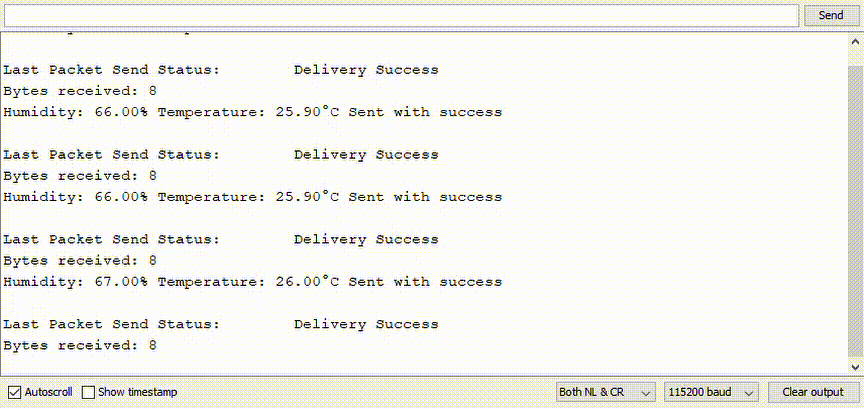 Send
Last Packet Send Status: Delivery Success
Bytes received: 8
Humidity: 66.00% Temperature: 25.90°C Sent with success
Last Packet Send Status: Delivery Success
Bytes received: 8
Humidity: 66.00% Temperature: 25.90°C Sent with success
Last Packet Send Status: Delivery Success
Bytes received: 8
Humidity: 67.00% Temperature: 26.00°C Sent with success
Last Packet Send Status: Delivery Success
Bytes received: 8
Autoscroll Show timestamp Both NL & CR 115200 baud Clear output